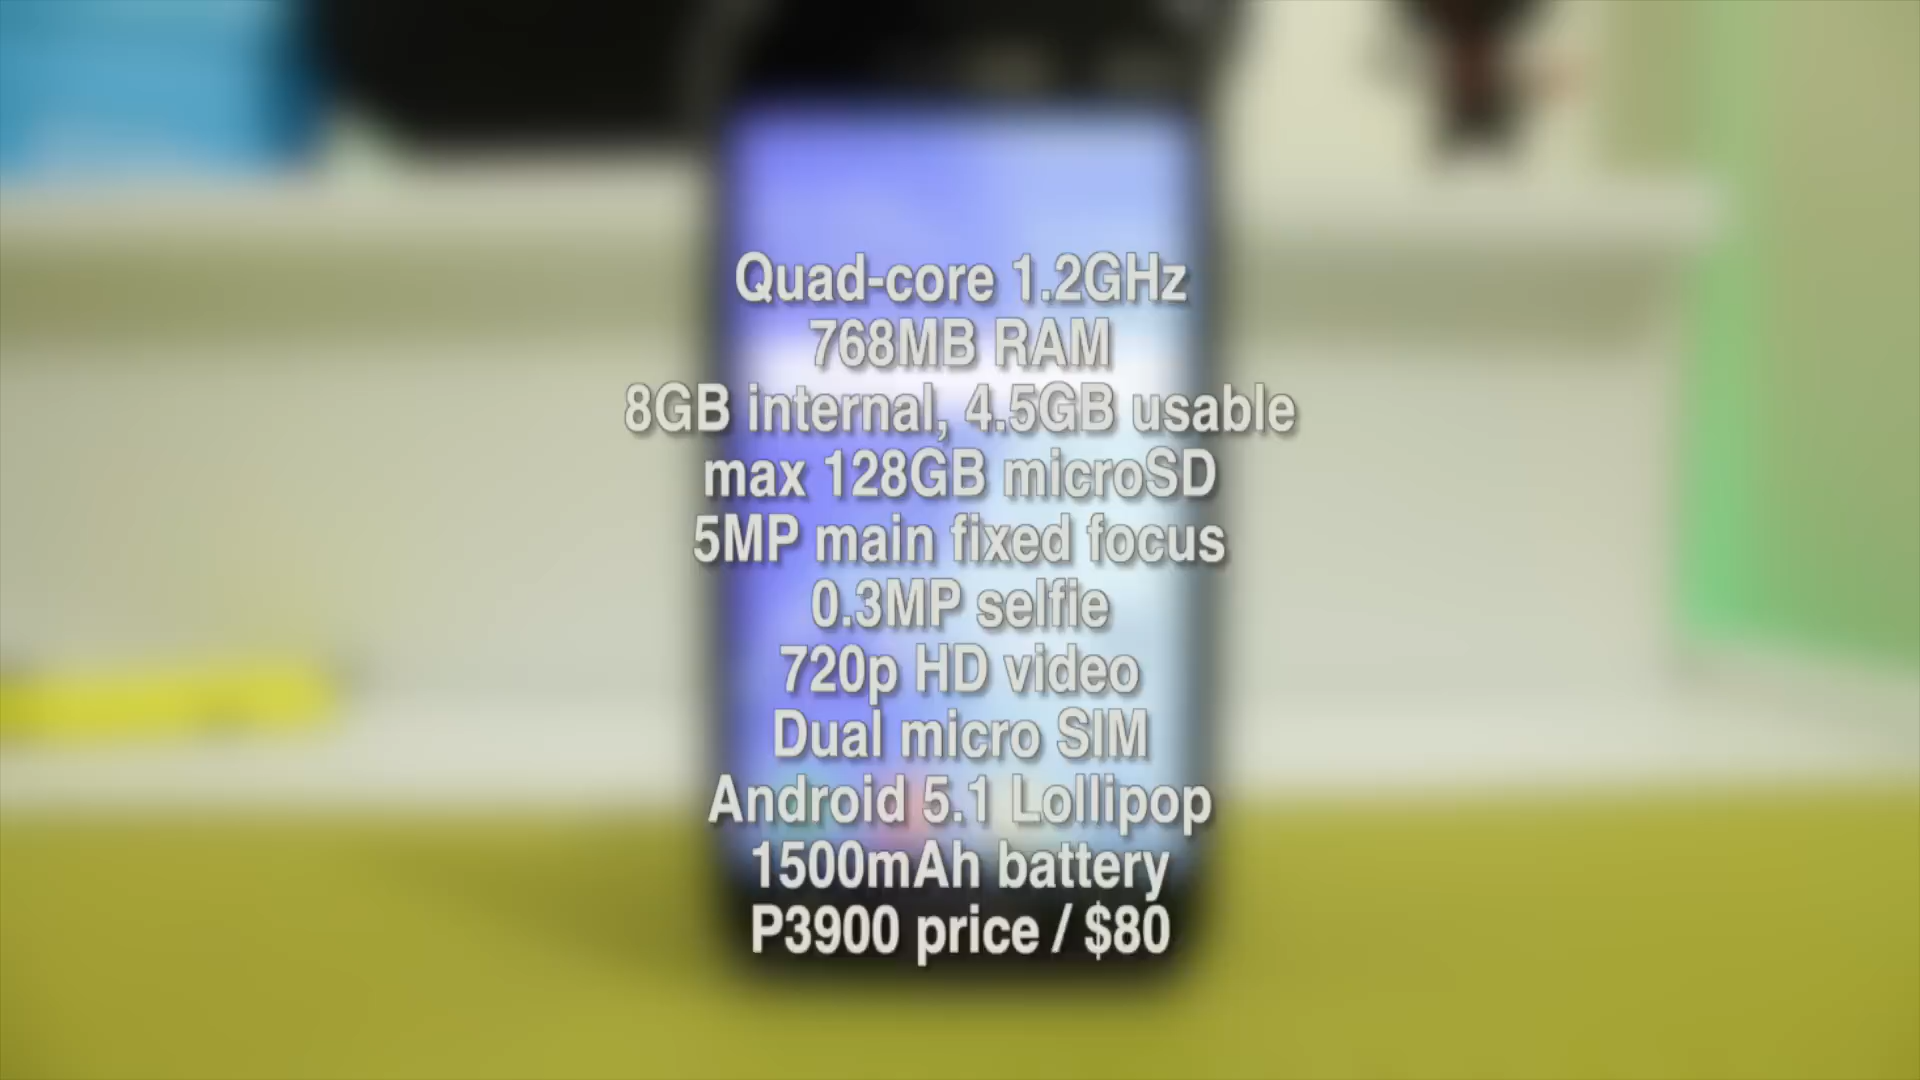 Quad-core 1.2GHz
768MB RAM
8GB internal, 4.5GB usable
max 128GB microSD
5MP main fixed focus
0.3MP selfie
720p HD video
Dual micro SIM
Android 5.1 Lollipop
1500mAh battery
P3900 price / $80